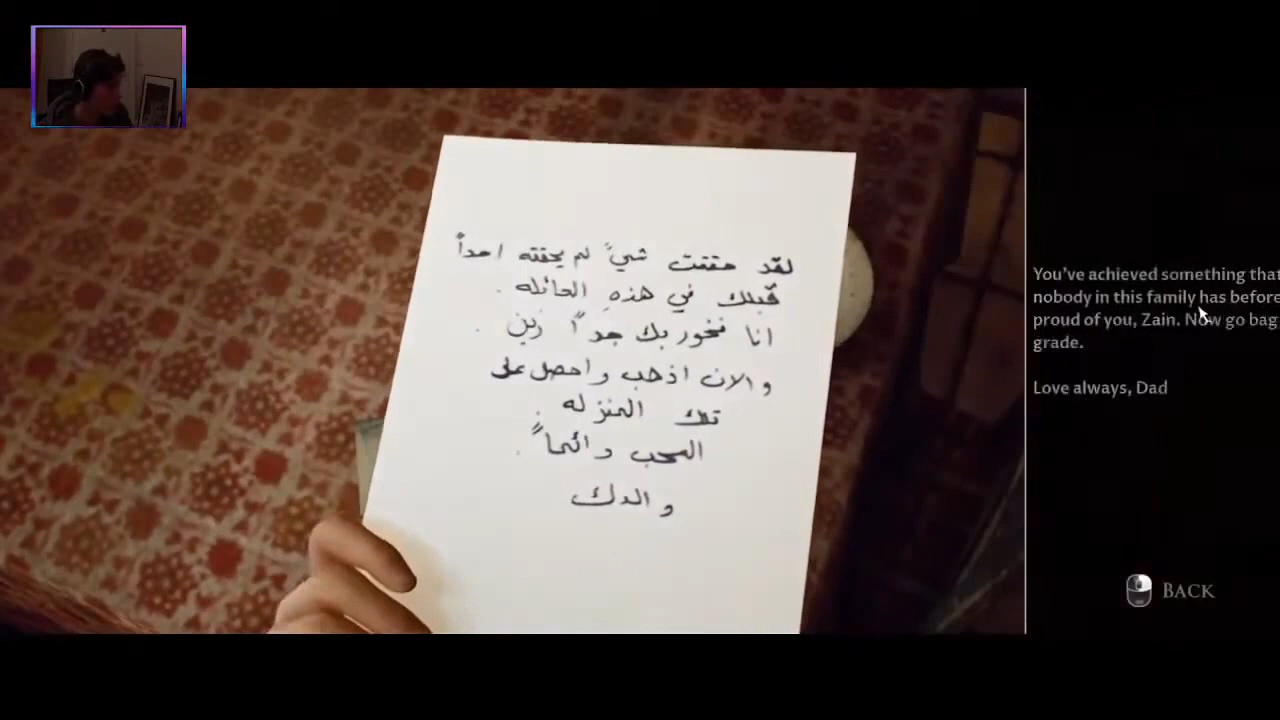 لقد حققت شيءً لم يحققه احداً
قبلك في هذهِ العائله .
انا فخور بك جداً زين .
والان اذهب واحصل على
تلك المنزله .
المحب دائماً .
والدك
You've achieved something that
nobody in this family has before
proud of you, Zain. Now go bag
grade.
Love always, Dad
BACK